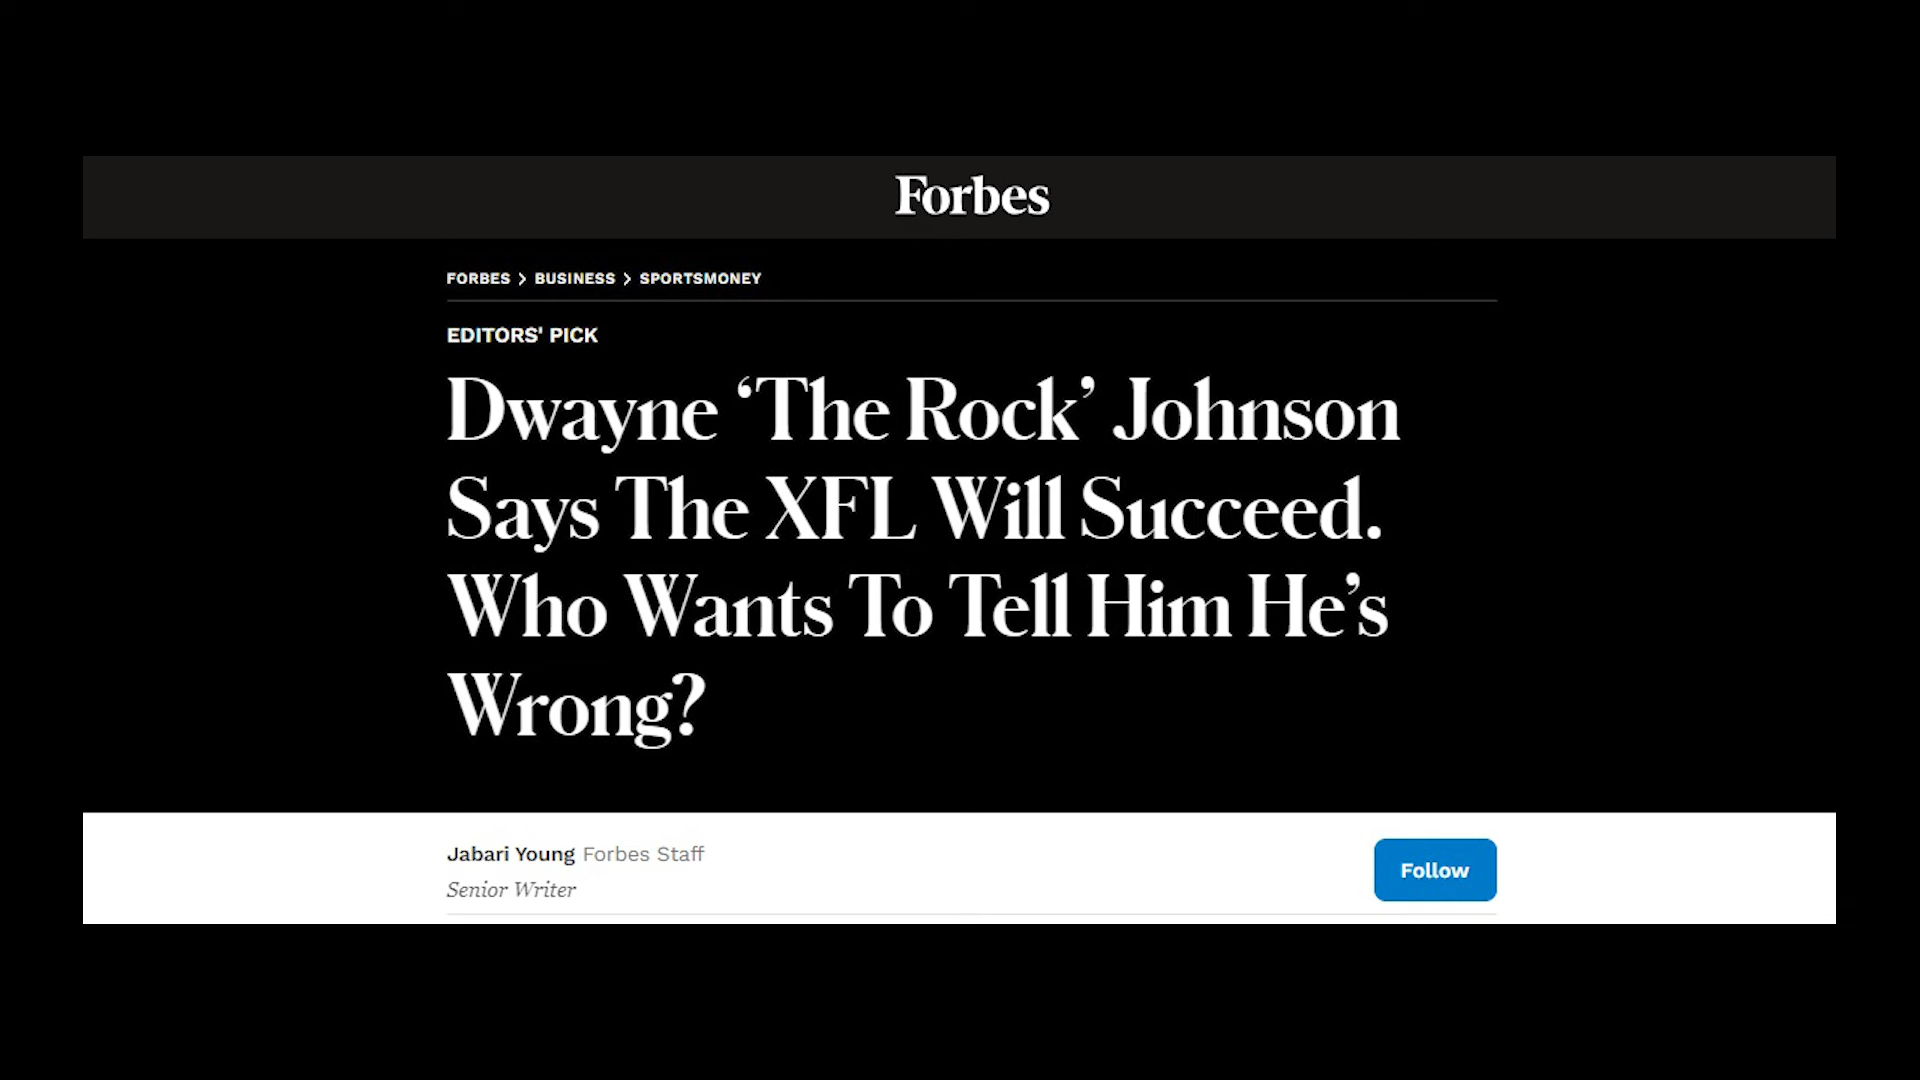 Forbes
FORBES > BUSINESS > SPORTSMONEY
EDITORS' PICK
Dwayne ‘The Rock’ Johnson
Says The XFL Will Succeed.
Who Wants To Tell Him He’s
Wrong?
Jabari Young Forbes Staff
Senior Writer
Follow